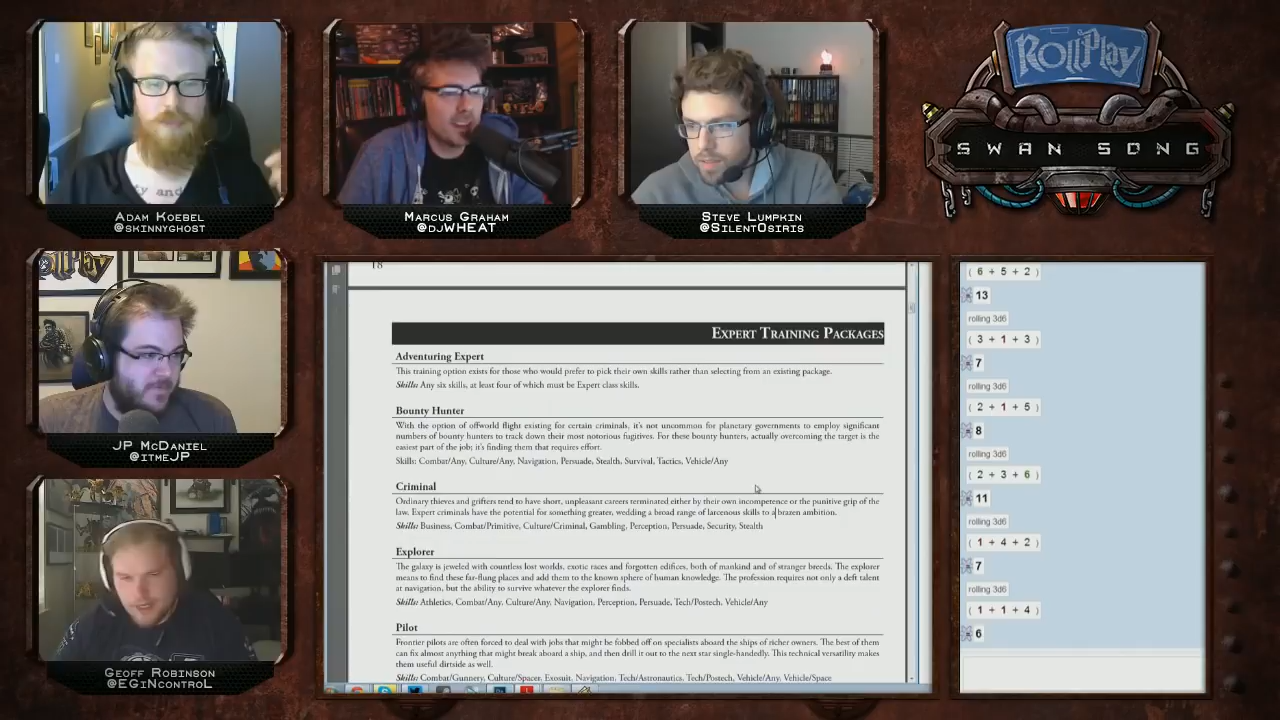 ROLLPLAY
SWAN SONG
ADAM KOEBEL
@SKINNYGHOST
MARCUS GRAHAM
@DJWHEAT
STEVE LUMPKIN
@SILENTOSIRIS
JP MCDANIEL
@ITMEJP
GEOFF ROBINSON
@EGINCONTROL
18
EXPERT TRAINING PACKAGES
Adventuring Expert
This training option exists for those who would prefer to pick their own skills rather than selecting from an existing package.
Skills: Any six skills, at least four of which must be Expert class skills.
Bounty Hunter
With the option of offworld flight existing for certain criminals, it's not uncommon for planetary governments to employ significant
numbers of bounty hunters to track down their most notorious fugitives. For these bounty hunters, actually overcoming the target is the
easiest part of the job; it's finding them that requires effort.
Skills: Combat/Any, Culture/Any, Navigation, Persuade, Stealth, Survival, Tactics, Vehicle/Any
Criminal
Ordinary thieves and grifters tend to have short, unpleasant careers terminated either by their own incompetence or the punitive grip of the
law. Expert criminals have the potential for something greater, wedding a broad range of larcenous skills to a brazen ambition.
Skills: Business, Combat/Primitive, Culture/Criminal, Gambling, Perception, Persuade, Security, Stealth
Explorer
The galaxy is jeweled with countless lost worlds, exotic races and forgotten edifices, both of mankind and of stranger breeds. The explorer
means to find these far-flung places and add them to the known sphere of human knowledge. The profession requires not only a deft talent
at navigation, but the ability to survive whatever the explorer finds.
Skills: Athletics, Combat/Any, Culture/Any, Navigation, Perception, Persuade, Tech/Postech, Vehicle/Any
Pilot
Frontier pilots are often forced to deal with jobs that might be fobbed off on specialists aboard the ships of richer owners. The best of them
can fix almost anything that might break aboard a ship, and then drill it out to the next star single-handedly. This technical versatility makes
them useful dirtside as well.
Skills: Combat/Gunnery, Culture/Spacer, Exosuit, Navigation, Tech/Astronautics, Tech/Postech, Vehicle/Any, Vehicle/Space
( 6 + 5 + 2 )
13
rolling 3d6
( 3 + 1 + 3 )
7
rolling 3d6
( 2 + 1 + 5 )
8
rolling 3d6
( 2 + 3 + 6 )
11
rolling 3d6
( 1 + 4 + 2 )
7
rolling 3d6
( 1 + 1 + 4 )
6